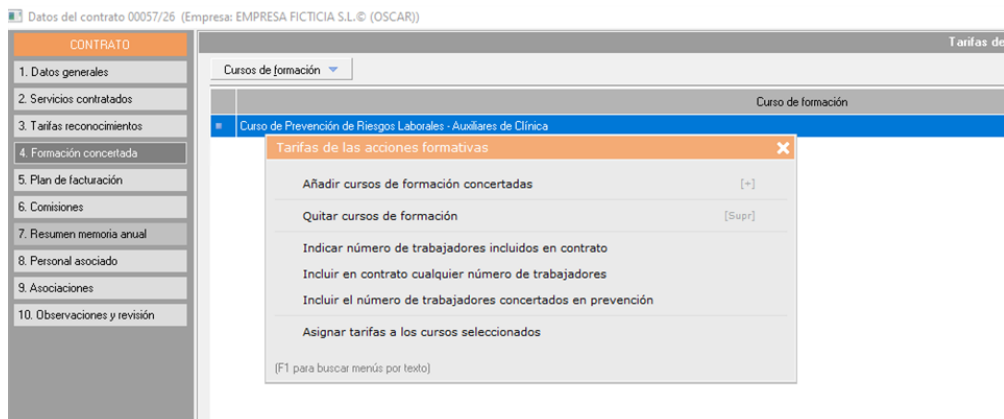 Datos del contrato 00057/26 (Empresa: EMPRESA FICTICIA S.L.© (OSCAR))
CONTRATO
1. Datos generales
2. Servicios contratados
3. Tarifas reconocimientos
4. Formación concertada
5. Plan de facturación
6. Comisiones
7. Resumen memoria anual
8. Personal asociado
9. Asociaciones
10. Observaciones y revisión
Tarifas de
Cursos de formación
Curso de formación
Curso de Prevención de Riesgos Laborales - Auxiliares de Clínica
Tarifas de las acciones formativas
Añadir cursos de formación concertadas [+]
Quitar cursos de formación [Supr]
Indicar número de trabajadores incluidos en contrato
Incluir en contrato cualquier número de trabajadores
Incluir el número de trabajadores concertados en prevención
Asignar tarifas a los cursos seleccionados
(F1 para buscar menús por texto)